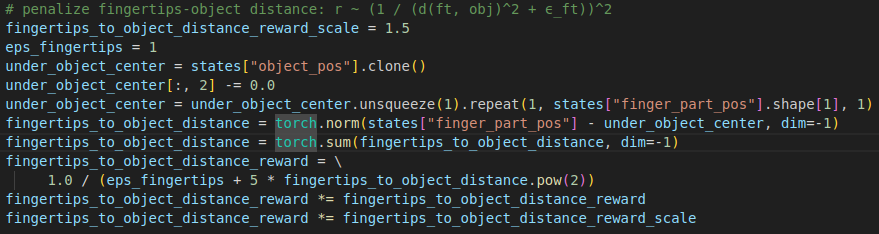 # penalize fingertips-object distance: r ~ (1 / (d(ft, obj)^2 + ϵ_ft))^2
fingertips_to_object_distance_reward_scale = 1.5
eps_fingertips = 1
under_object_center = states["object_pos"].clone()
under_object_center[:, 2] -= 0.0
under_object_center = under_object_center.unsqueeze(1).repeat(1, states["finger_part_pos"].shape[1], 1)
fingertips_to_object_distance = torch.norm(states["finger_part_pos"] - under_object_center, dim=-1)
fingertips_to_object_distance = torch.sum(fingertips_to_object_distance, dim=-1)
fingertips_to_object_distance_reward = \
    1.0 / (eps_fingertips + 5 * fingertips_to_object_distance.pow(2))
fingertips_to_object_distance_reward *= fingertips_to_object_distance_reward
fingertips_to_object_distance_reward *= fingertips_to_object_distance_reward_scale